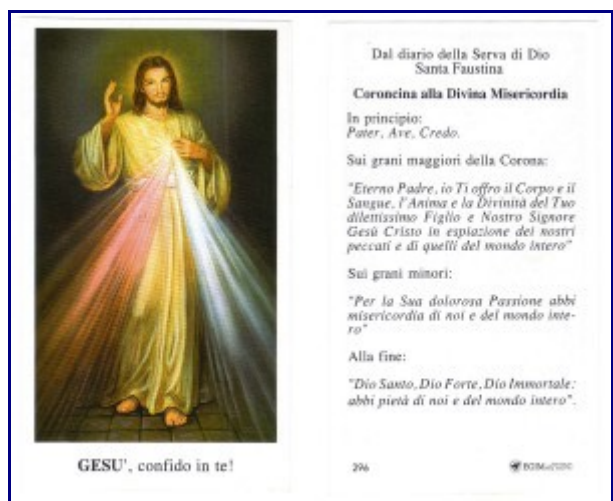 GESU', confido in te!
Dal diario della Serva di Dio
Santa Faustina
Coroncina alla Divina Misericordia
In principio:
Pater, Ave, Credo.
Sui grani maggiori della Corona:
"Eterno Padre, io Ti offro il Corpo e il
Sangue, l'Anima e la Divinità del Tuo
dilettissimo Figlio e Nostro Signore
Gesù Cristo in espiazione dei nostri
peccati e di quelli del mondo intero"
Sui grani minori:
"Per la Sua dolorosa Passione abbi
misericordia di noi e del mondo inte-
ro"
Alla fine:
"Dio Santo, Dio Forte, Dio Immortale:
abbi pietà di noi e del mondo intero".
396